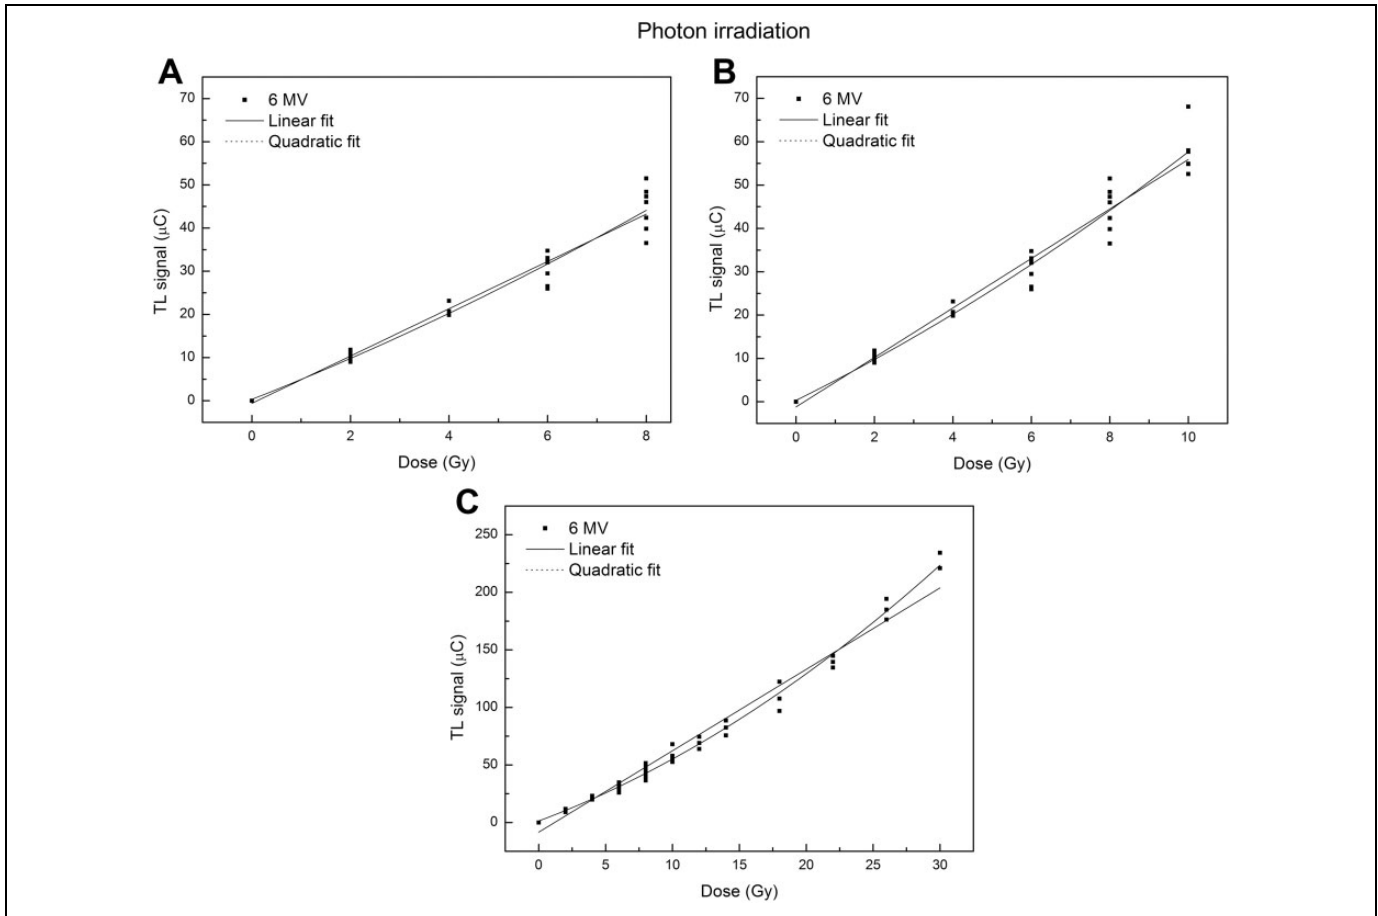 Photon irradiation
A
6 MV
Linear fit
Quadratic fit
70
60
50
40
30
20
10
0
TL signal (μC)
0 2 4 6 8
Dose (Gy)
B
6 MV
Linear fit
Quadratic fit
70
60
50
40
30
20
10
0
TL signal (μC)
0 2 4 6 8 10
Dose (Gy)
C
6 MV
Linear fit
Quadratic fit
250
200
150
100
50
0
TL signal (μC)
0 5 10 15 20 25 30
Dose (Gy)